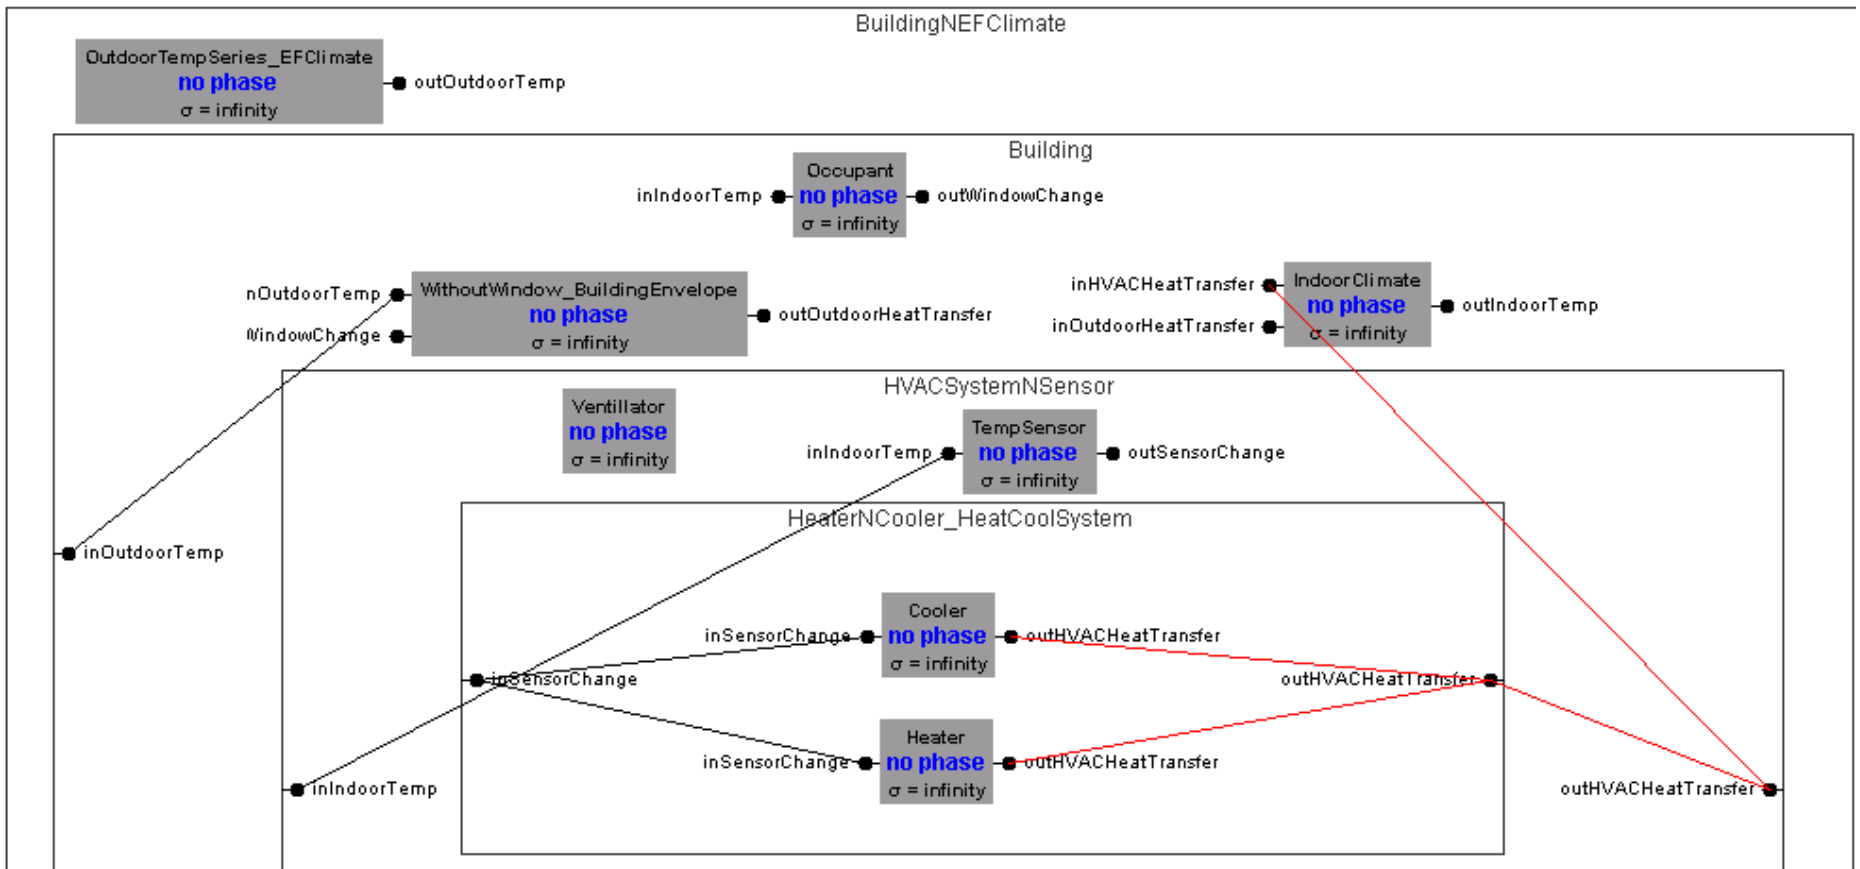 BuildingNEFClimate
OutdoorTempSeries_EFClimate
no phase
σ = infinity
outOutdoorTemp
Building
Occupant
no phase
σ = infinity
inIndoorTemp
outWindowChange
nOutdoorTemp
WindowChange
WithoutWindow_BuildingEnvelope
no phase
σ = infinity
outOutdoorHeatTransfer
inHVACHeatTransfer
inOutdoorHeatTransfer
IndoorClimate
no phase
σ = infinity
outIndoorTemp
HVACSystemNSensor
Ventillator
no phase
σ = infinity
inIndoorTemp
TempSensor
no phase
σ = infinity
outSensorChange
HeaterNCooler_HeatCoolSystem
inOutdoorTemp
inSensorChange
Cooler
no phase
σ = infinity
outHVACHeatTransfer
inSensorChange
outHVACHeatTransfer
inSensorChange
Heater
no phase
σ = infinity
outHVACHeatTransfer
inIndoorTemp
outHVACHeatTransfer